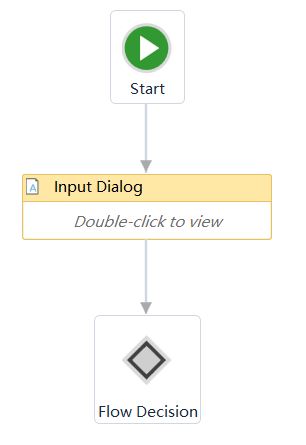 Start
Input Dialog
Double-click to view
Flow Decision